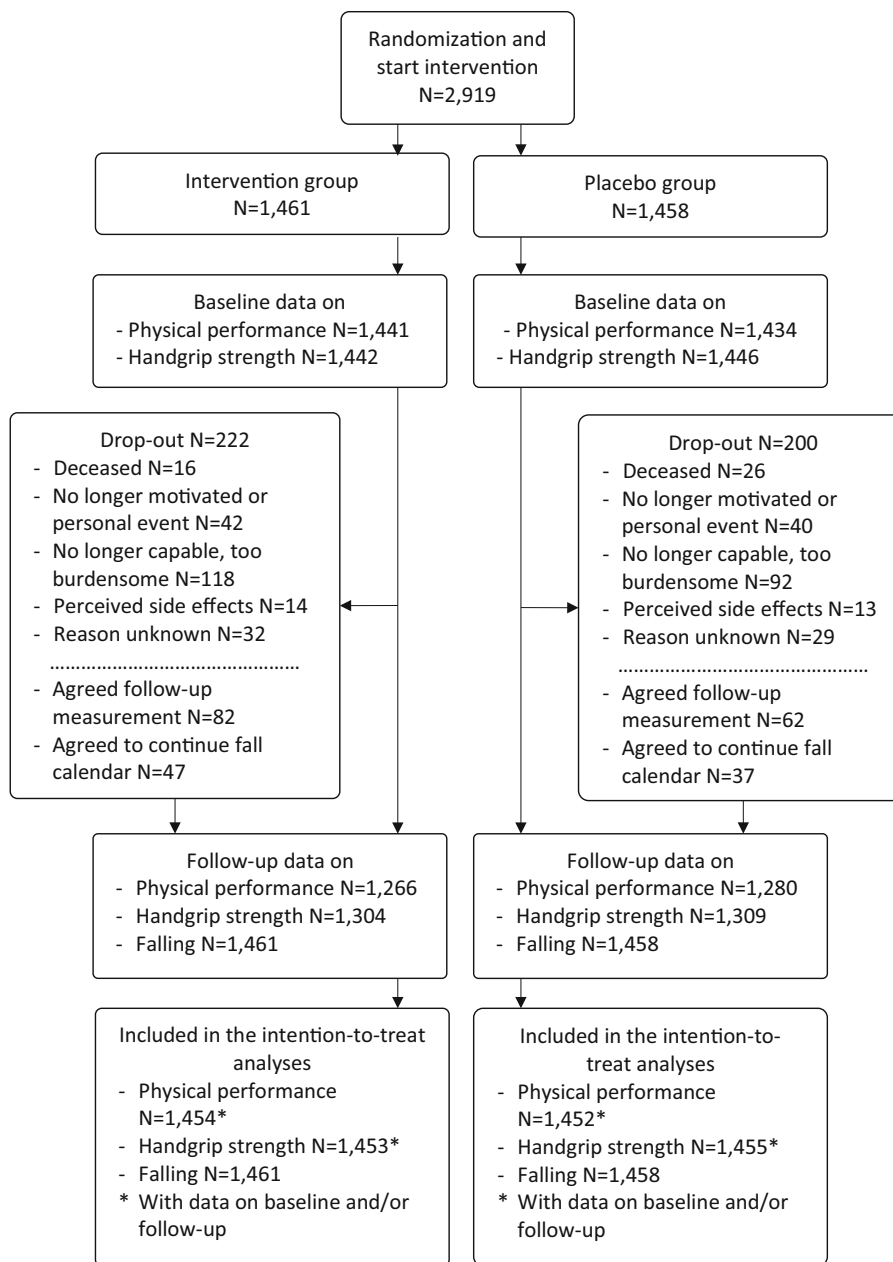 Randomization and
start intervention
N=2,919
Intervention group
N=1,461
Placebo group
N=1,458
Baseline data on
- Physical performance N=1,441
- Handgrip strength N=1,442
Baseline data on
- Physical performance N=1,434
- Handgrip strength N=1,446
Drop-out N=222
- Deceased N=16
- No longer motivated or
personal event N=42
- No longer capable, too
burdensome N=118
- Perceived side effects N=14
- Reason unknown N=32
................................................
- Agreed follow-up
measurement N=82
- Agreed to continue fall
calendar N=47
Drop-out N=200
- Deceased N=26
- No longer motivated or
personal event N=40
- No longer capable, too
burdensome N=92
- Perceived side effects N=13
- Reason unknown N=29
................................................
- Agreed follow-up
measurement N=62
- Agreed to continue fall
calendar N=37
Follow-up data on
- Physical performance N=1,266
- Handgrip strength N=1,304
- Falling N=1,461
Follow-up data on
- Physical performance N=1,280
- Handgrip strength N=1,309
- Falling N=1,458
Included in the intention-to-treat
analyses
- Physical performance
N=1,454*
- Handgrip strength N=1,453*
- Falling N=1,461
* With data on baseline and/or
follow-up
Included in the intention-to-
treat analyses
- Physical performance
N=1,452*
- Handgrip strength N=1,455*
- Falling N=1,458
* With data on baseline and/or
follow-up